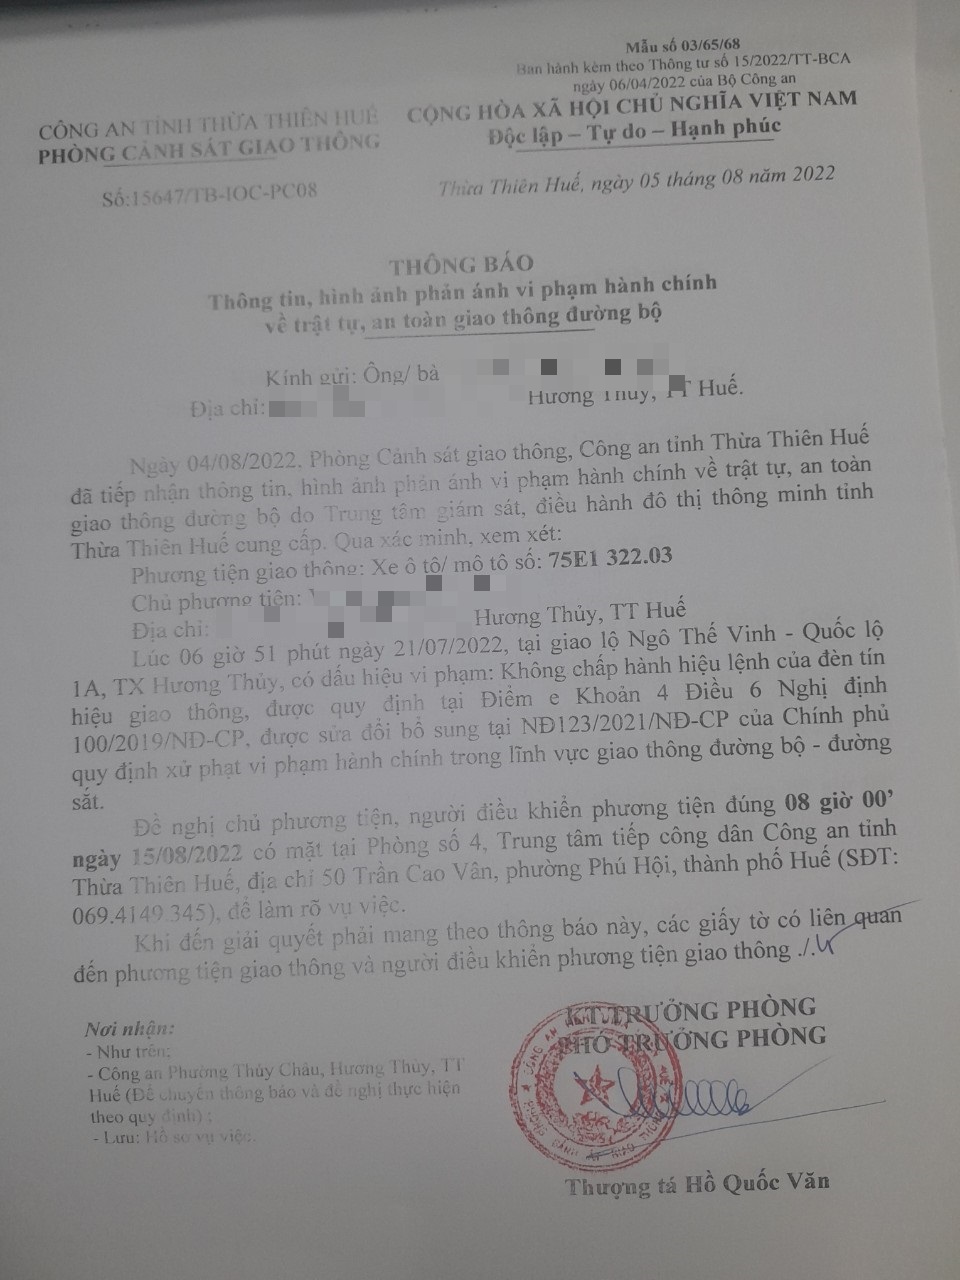 Mẫu số 03/65/68
Ban hành kèm theo Thông tư số 15/2022/TT-BCA
ngày 06/04/2022 của Bộ Công an
CÔNG AN TỈNH THỪA THIÊN HUẾ
PHÒNG CẢNH SÁT GIAO THÔNG
CỘNG HÒA XÃ HỘI CHỦ NGHĨA VIỆT NAM
Độc lập – Tự do – Hạnh phúc
Số:15647/TB-IOC-PC08
Thừa Thiên Huế, ngày 05 tháng 08 năm 2022
THÔNG BÁO
Thông tin, hình ảnh phản ánh vi phạm hành chính
về trật tự, an toàn giao thông đường bộ
Kính gửi: Ông/ bà
Địa chỉ: Hương Thủy, TT Huế.
Ngày 04/08/2022, Phòng Cảnh sát giao thông, Công an tỉnh Thừa Thiên Huế
đã tiếp nhận thông tin, hình ảnh phản ánh vi phạm hành chính về trật tự, an toàn
giao thông đường bộ do Trung tâm giám sát, điều hành đô thị thông minh tỉnh
Thừa Thiên Huế cung cấp. Qua xác minh, xem xét:
Phương tiện giao thông: Xe ô tô/ mô tô số: 75E1 322.03
Chủ phương tiện:
Địa chỉ: Hương Thủy, TT Huế
Lúc 06 giờ 51 phút ngày 21/07/2022, tại giao lộ Ngô Thế Vinh - Quốc lộ
1A, TX Hương Thủy, có dấu hiệu vi phạm: Không chấp hành hiệu lệnh của đèn tín
hiệu giao thông, được quy định tại Điểm e Khoản 4 Điều 6 Nghị định
100/2019/NĐ-CP, được sửa đổi bổ sung tại NĐ123/2021/NĐ-CP của Chính phủ
quy định xử phạt vi phạm hành chính trong lĩnh vực giao thông đường bộ - đường
sắt.
Đề nghị chủ phương tiện, người điều khiển phương tiện đúng 08 giờ 00’
ngày 15/08/2022 có mặt tại Phòng số 4, Trung tâm tiếp công dân Công an tỉnh
Thừa Thiên Huế, địa chỉ 50 Trần Cao Vân, phường Phú Hội, thành phố Huế (SĐT:
069.4149.345), để làm rõ vụ việc.
Khi đến giải quyết phải mang theo thông báo này, các giấy tờ có liên quan
đến phương tiện giao thông và người điều khiển phương tiện giao thông ./.
Nơi nhận:
- Như trên;
- Công an Phường Thủy Châu, Hương Thủy, TT
Huế (Để chuyển thông báo và đề nghị thực hiện
theo quy định) ;
- Lưu: Hồ sơ vụ việc.
KT.TRƯỞNG PHÒNG
PHÓ TRƯỞNG PHÒNG
Thượng tá Hồ Quốc Văn